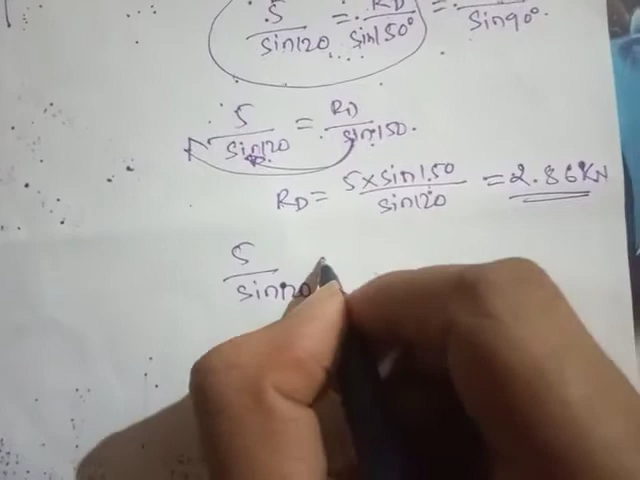 5/sin120 = RD/sin150° = /sin90°.
5/sin120 = RD/sin150.
RD = 5×sin150/sin120 = 2.86KN
5/sin120